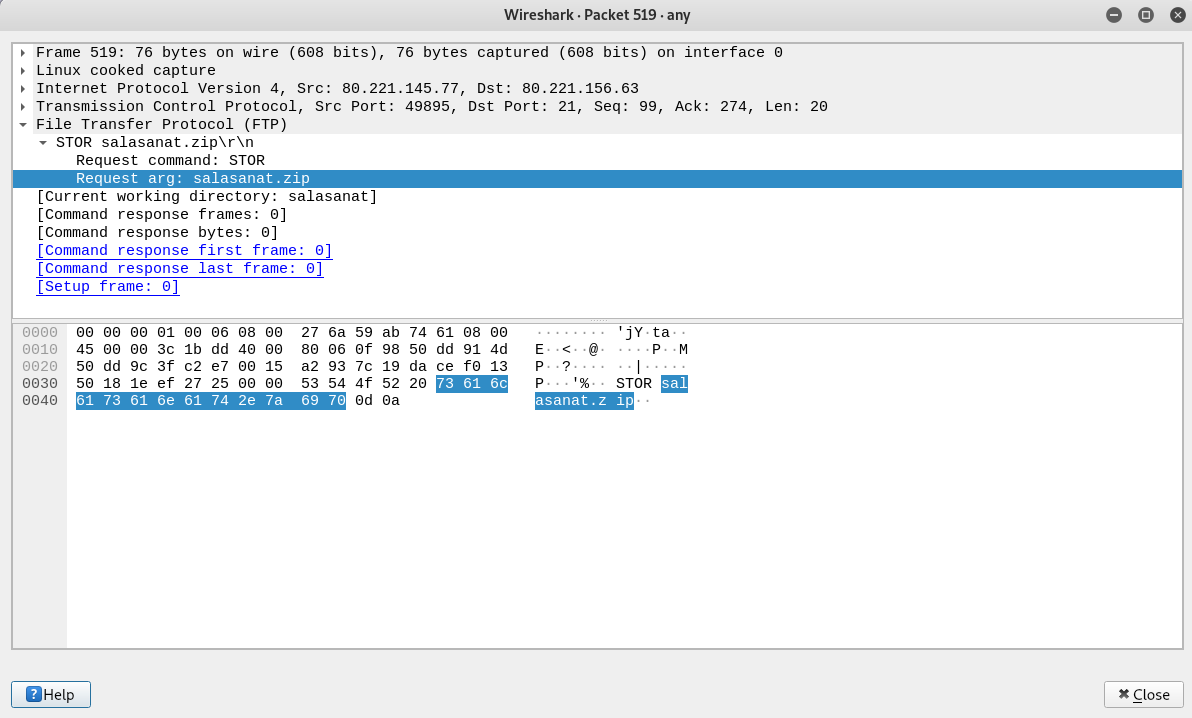 Wireshark · Packet 519 · any
Frame 519: 76 bytes on wire (608 bits), 76 bytes captured (608 bits) on interface 0
Linux cooked capture
Internet Protocol Version 4, Src: 80.221.145.77, Dst: 80.221.156.63
Transmission Control Protocol, Src Port: 49895, Dst Port: 21, Seq: 99, Ack: 274, Len: 20
File Transfer Protocol (FTP)
STOR salasanat.zip\r\n
Request command: STOR
Request arg: salasanat.zip
[Current working directory: salasanat]
[Command response frames: 0]
[Command response bytes: 0]
[Command response first frame: 0]
[Command response last frame: 0]
[Setup frame: 0]
0000 00 00 00 01 00 06 08 00 27 6a 59 ab 74 61 08 00 ········ 'jY·ta··
0010 45 00 00 3c 1b dd 40 00 80 06 0f 98 50 dd 91 4d E··<··@· ····P··M
0020 50 dd 9c 3f c2 e7 00 15 a2 93 7c 19 da ce f0 13 P··?···· ··|·····
0030 50 18 1e ef 27 25 00 00 53 54 4f 52 20 73 61 6c P···'%·· STOR sal
0040 61 73 61 6e 61 74 2e 7a 69 70 0d 0a asanat.z ip··
Help
Close